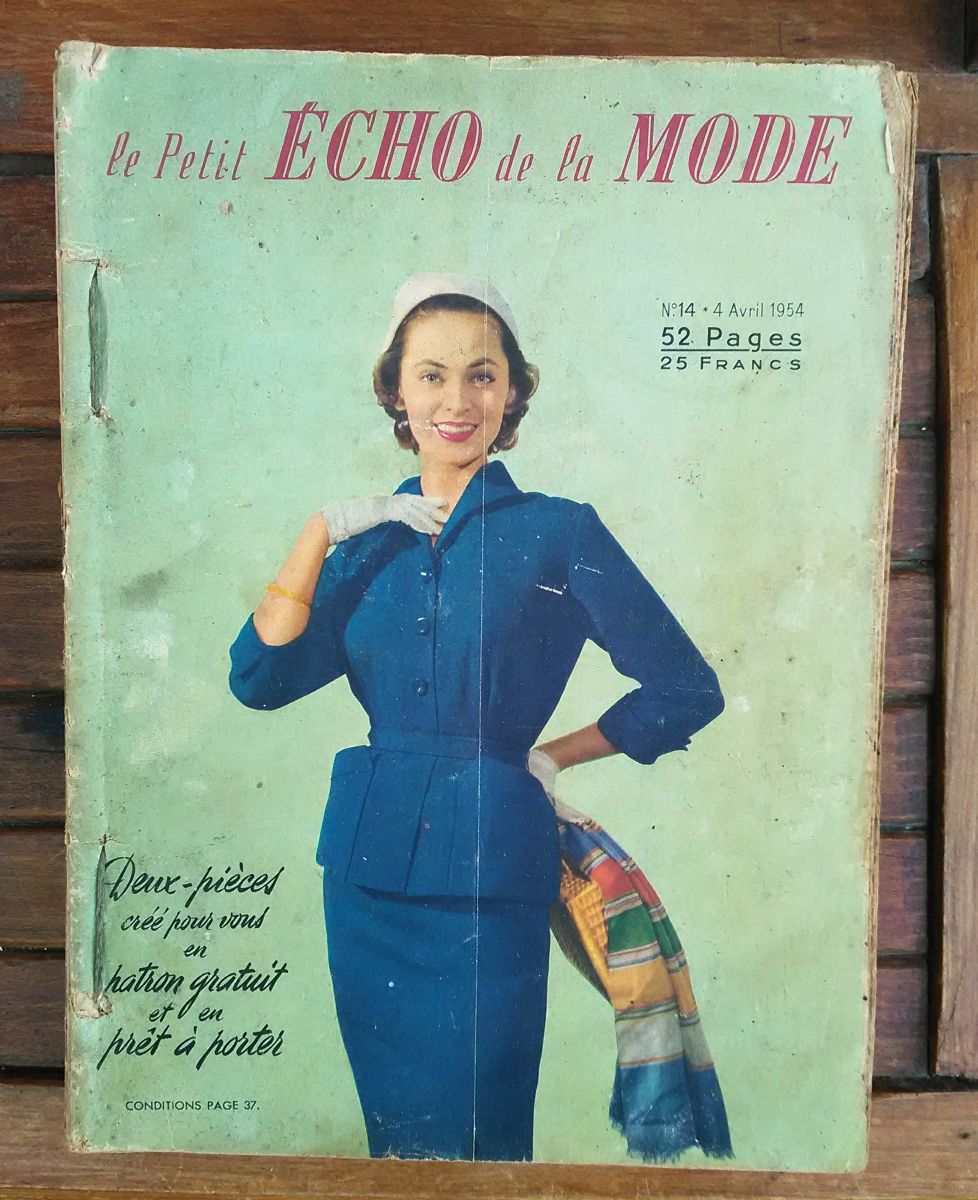 le Petit ÉCHO de la MODE
Nº14 • 4 Avril 1954
52 Pages
25 FRANCS
Deux-pièces
créé pour vous
en
patron gratuit
et en
prêt à porter
CONDITIONS PAGE 37.